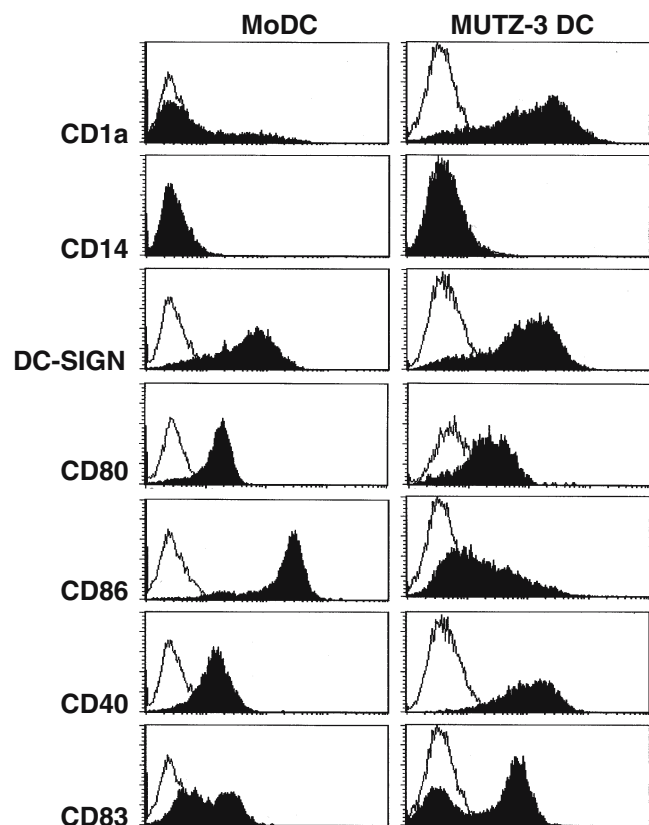 MoDC MUTZ-3 DC
CD1a
CD14
DC-SIGN
CD80
CD86
CD40
CD83